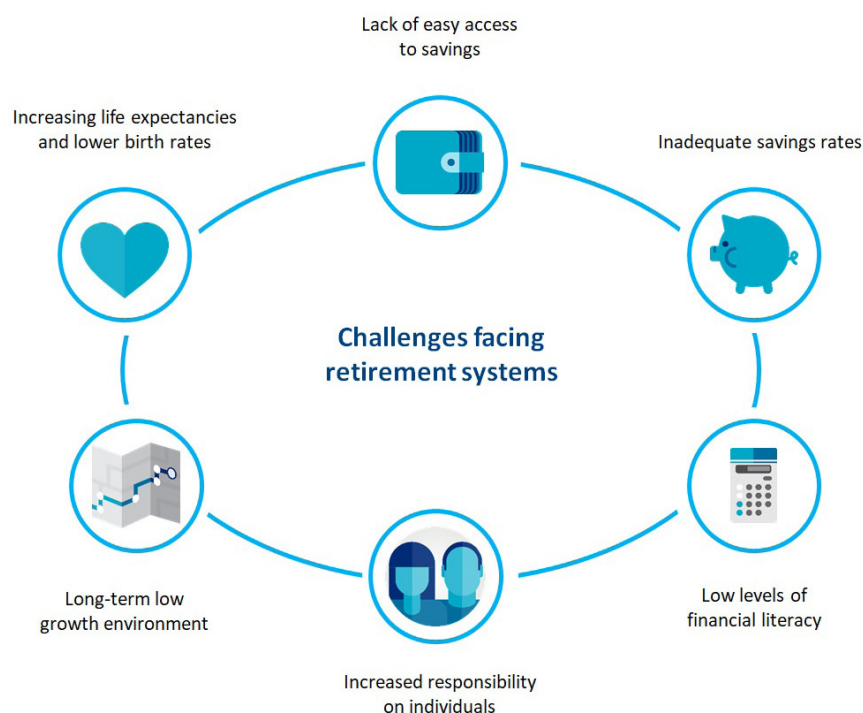 Lack of easy access
to savings
Increasing life expectancies
and lower birth rates
Inadequate savings rates
Challenges facing
retirement systems
Long-term low
growth environment
Low levels of
financial literacy
Increased responsibility
on individuals